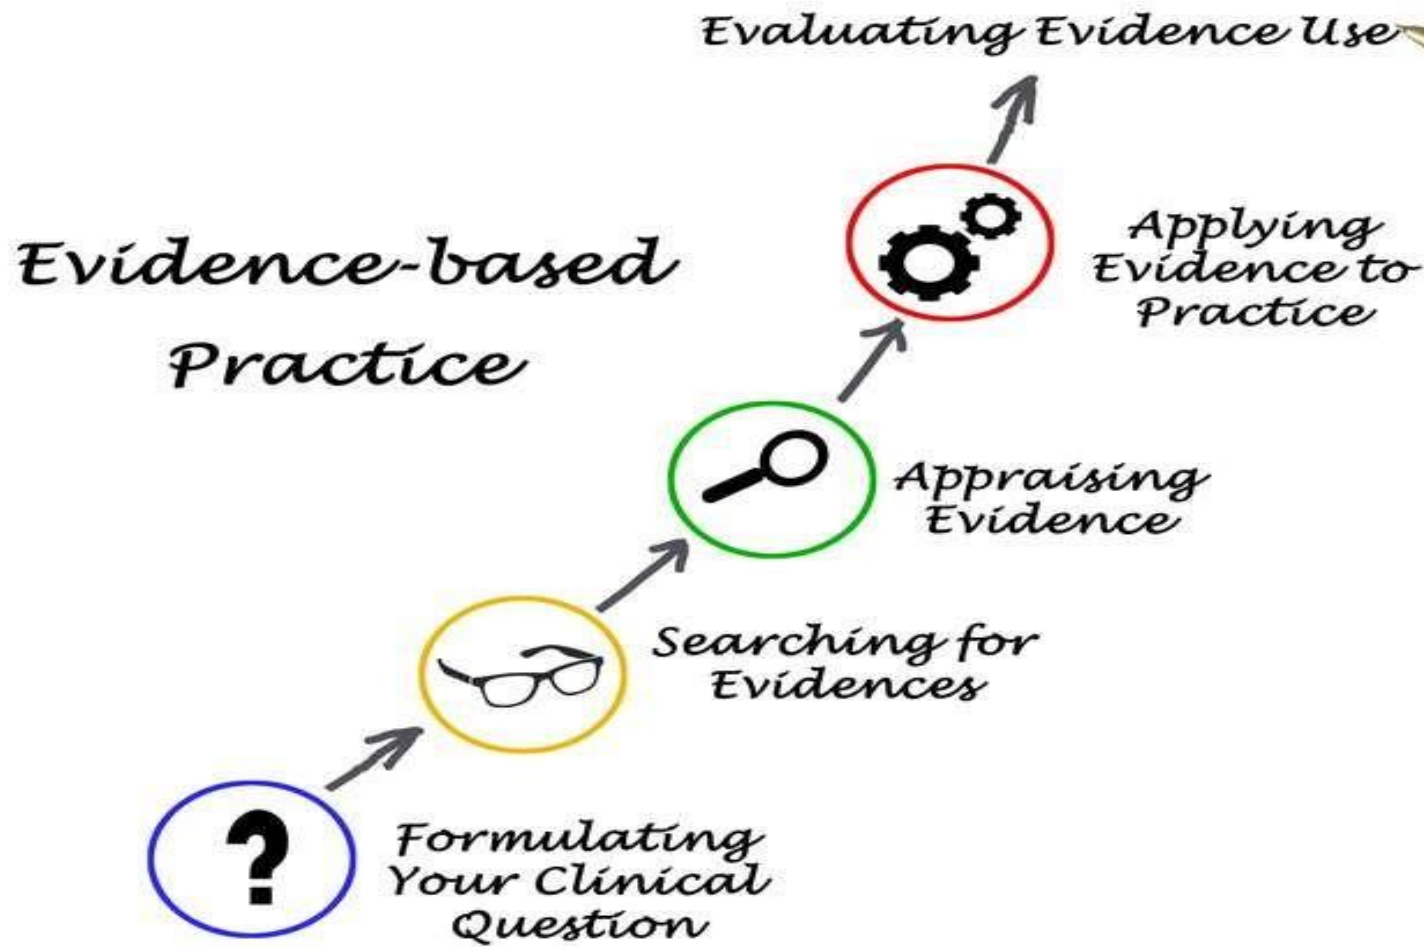 Evaluating Evidence Use
Evidence-based
Practice
Applying
Evidence to
Practice
Appraising
Evidence
Searching for
Evidences
Formulating
Your Clinical
Question